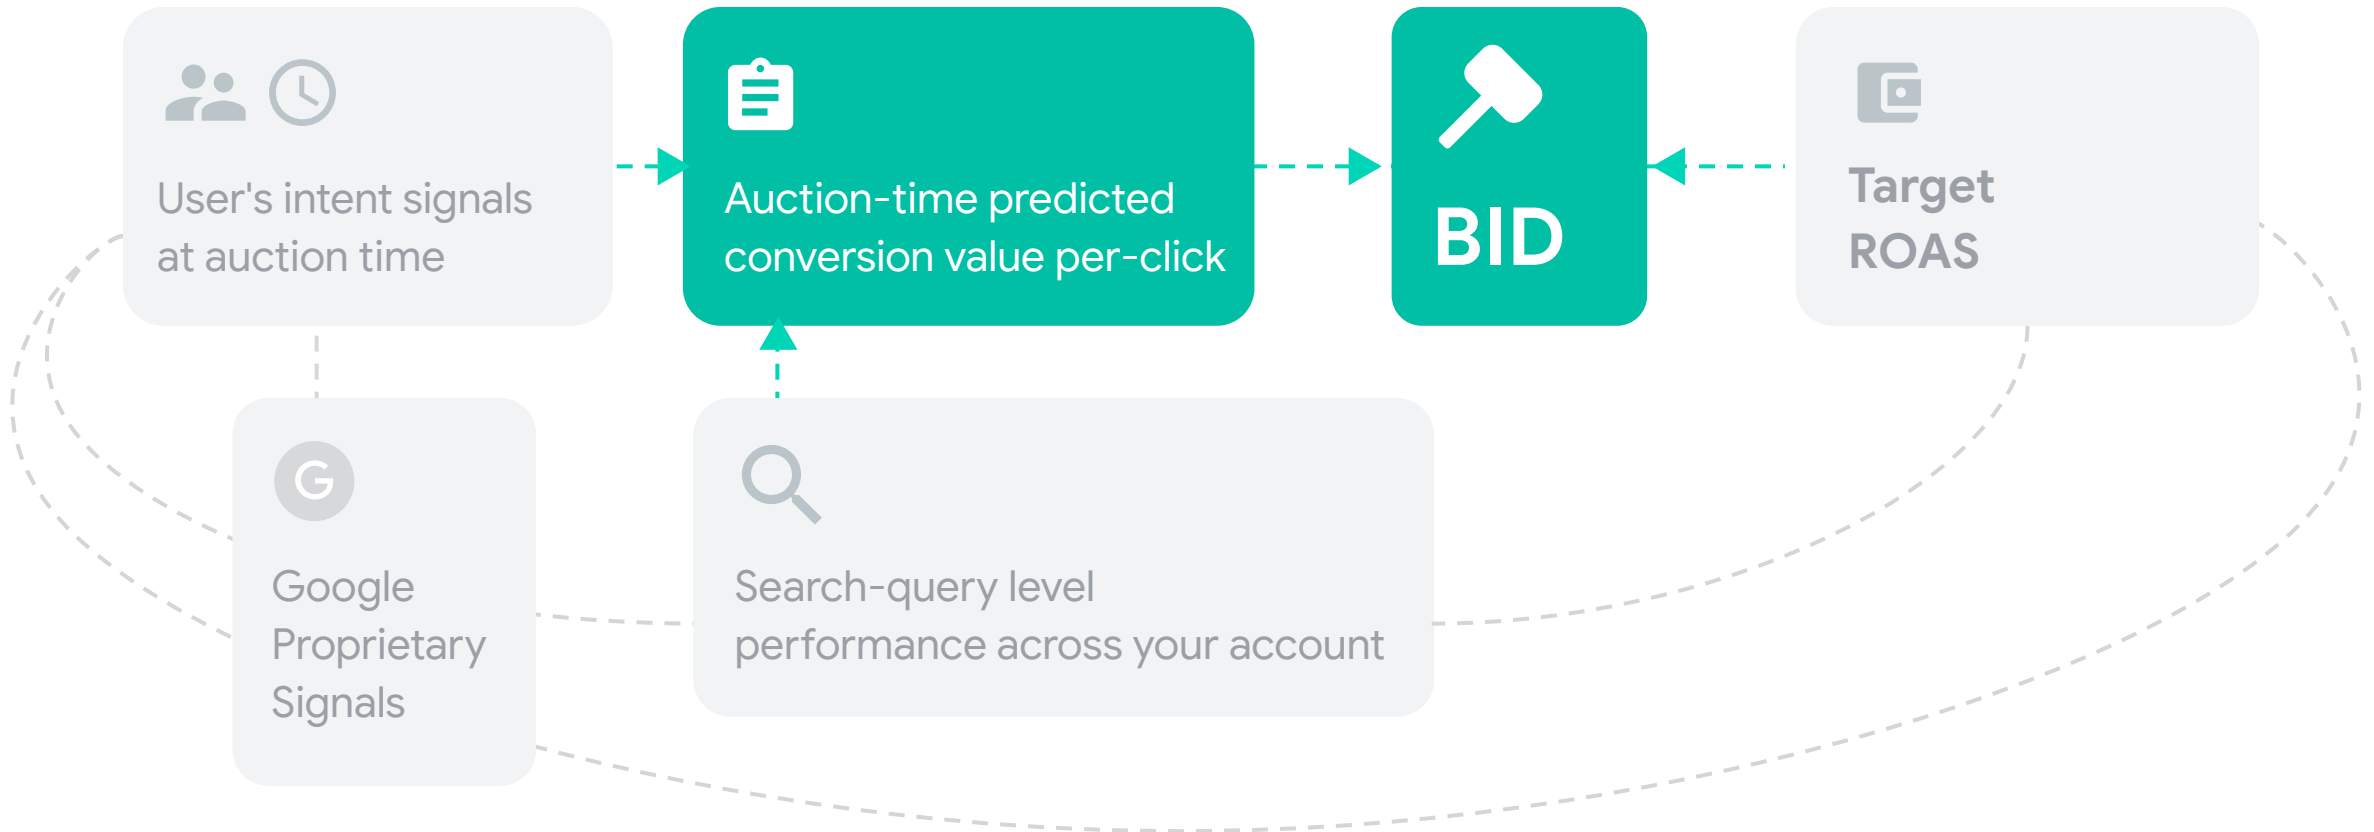 User's intent signals
at auction time
Auction-time predicted
conversion value per-click
BID
Target
ROAS
G
Google
Proprietary
Signals
Search-query level
performance across your account